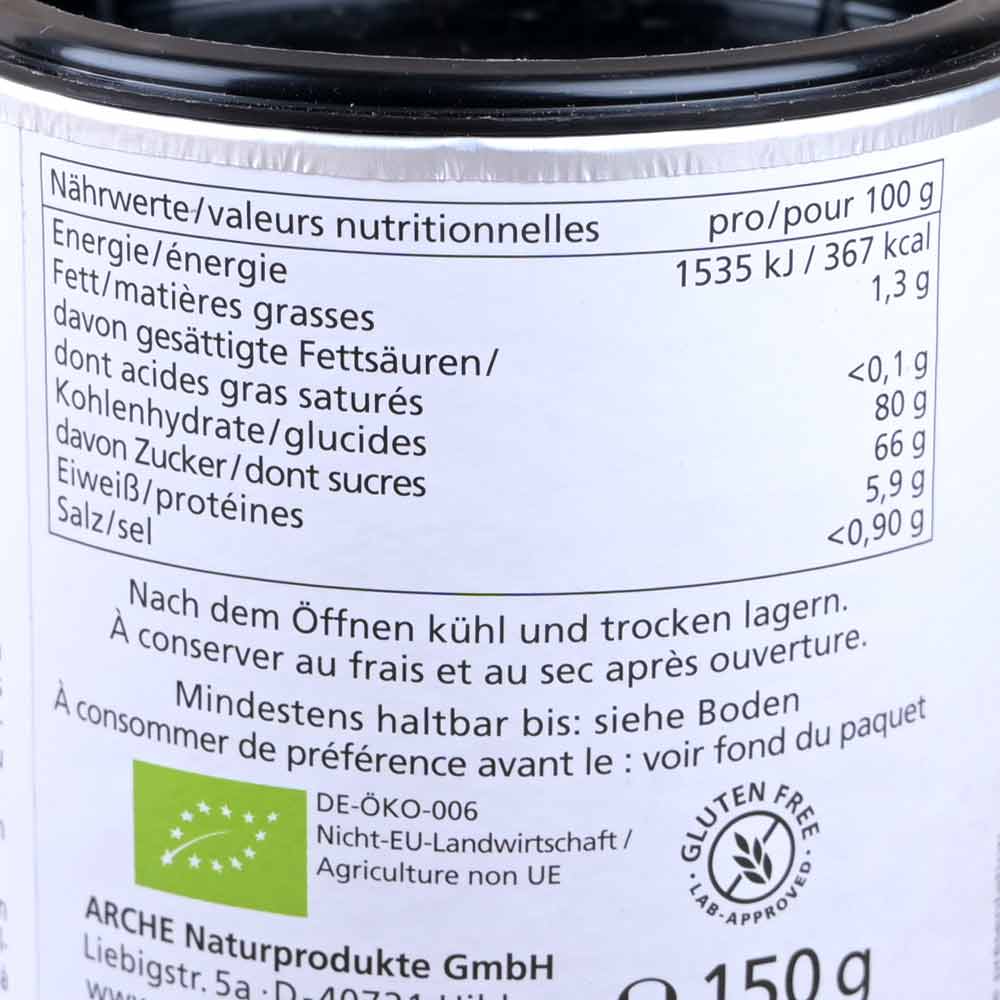 Nährwerte/valeurs nutritionnelles pro/pour 100 g
Energie/énergie 1535 kJ / 367 kcal
Fett/matières grasses 1,3 g
davon gesättigte Fettsäuren/
dont acides gras saturés <0,1 g
Kohlenhydrate/glucides 80 g
davon Zucker/dont sucres 66 g
Eiweiß/protéines 5,9 g
Salz/sel <0,90 g
Nach dem Öffnen kühl und trocken lagern.
À conserver au frais et au sec après ouverture.
Mindestens haltbar bis: siehe Boden
À consommer de préférence avant le : voir fond du paquet
DE-ÖKO-006
Nicht-EU-Landwirtschaft /
Agriculture non UE
GLUTEN FREE
· LAB-APPROVED ·
ARCHE Naturprodukte GmbH
Liebigstr. 5a · D-40721
150 g